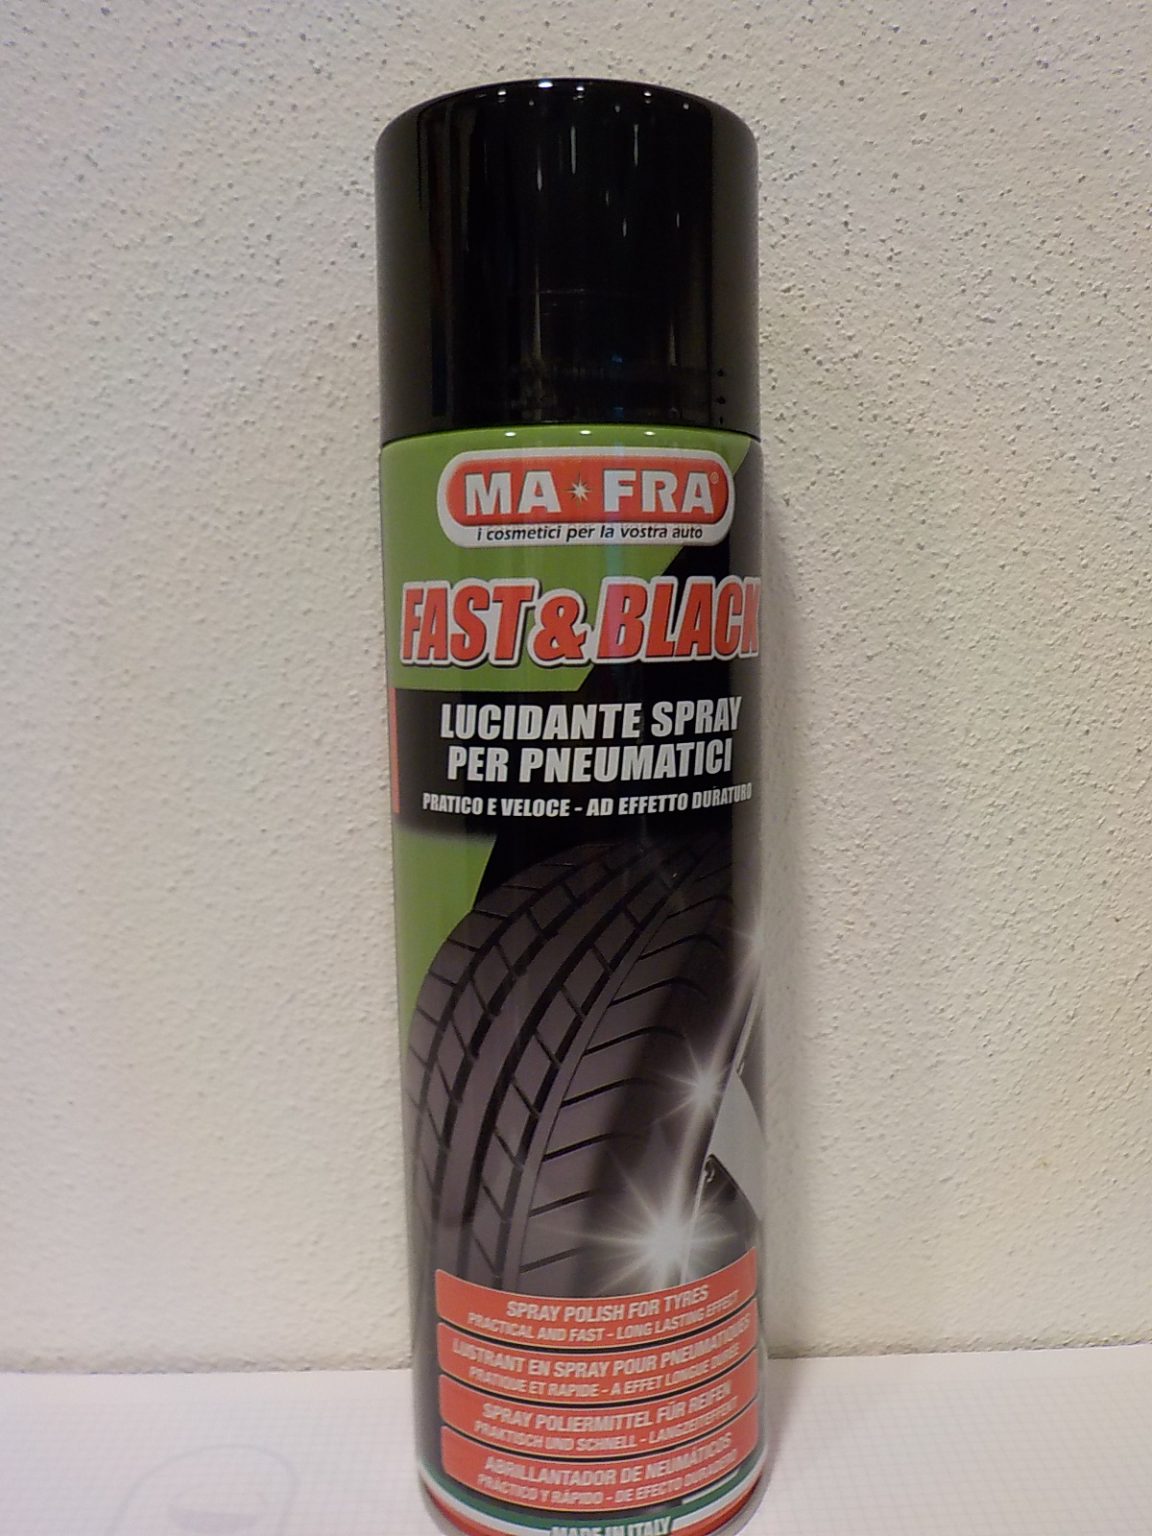 MA FRA®
i cosmetici per la vostra auto
FAST & BLACK
LUCIDANTE SPRAY
PER PNEUMATICI
PRATICO E VELOCE - AD EFFETTO DURATURO
SPRAY POLISH FOR TYRES
PRACTICAL AND FAST - LONG LASTING EFFECT
LUSTRANT EN SPRAY POUR PNEUMATIQUES
PRATIQUE ET RAPIDE - A EFFET LONGUE DURÉE
SPRAY POLIERMITTEL FÜR REIFEN
PRAKTISCH UND SCHNELL - LANGZEITEFFEKT
ABRILLANTADOR DE NEUMÁTICOS
PRÁCTICO Y RÁPIDO - DE EFECTO DURADERO
MADE IN ITALY